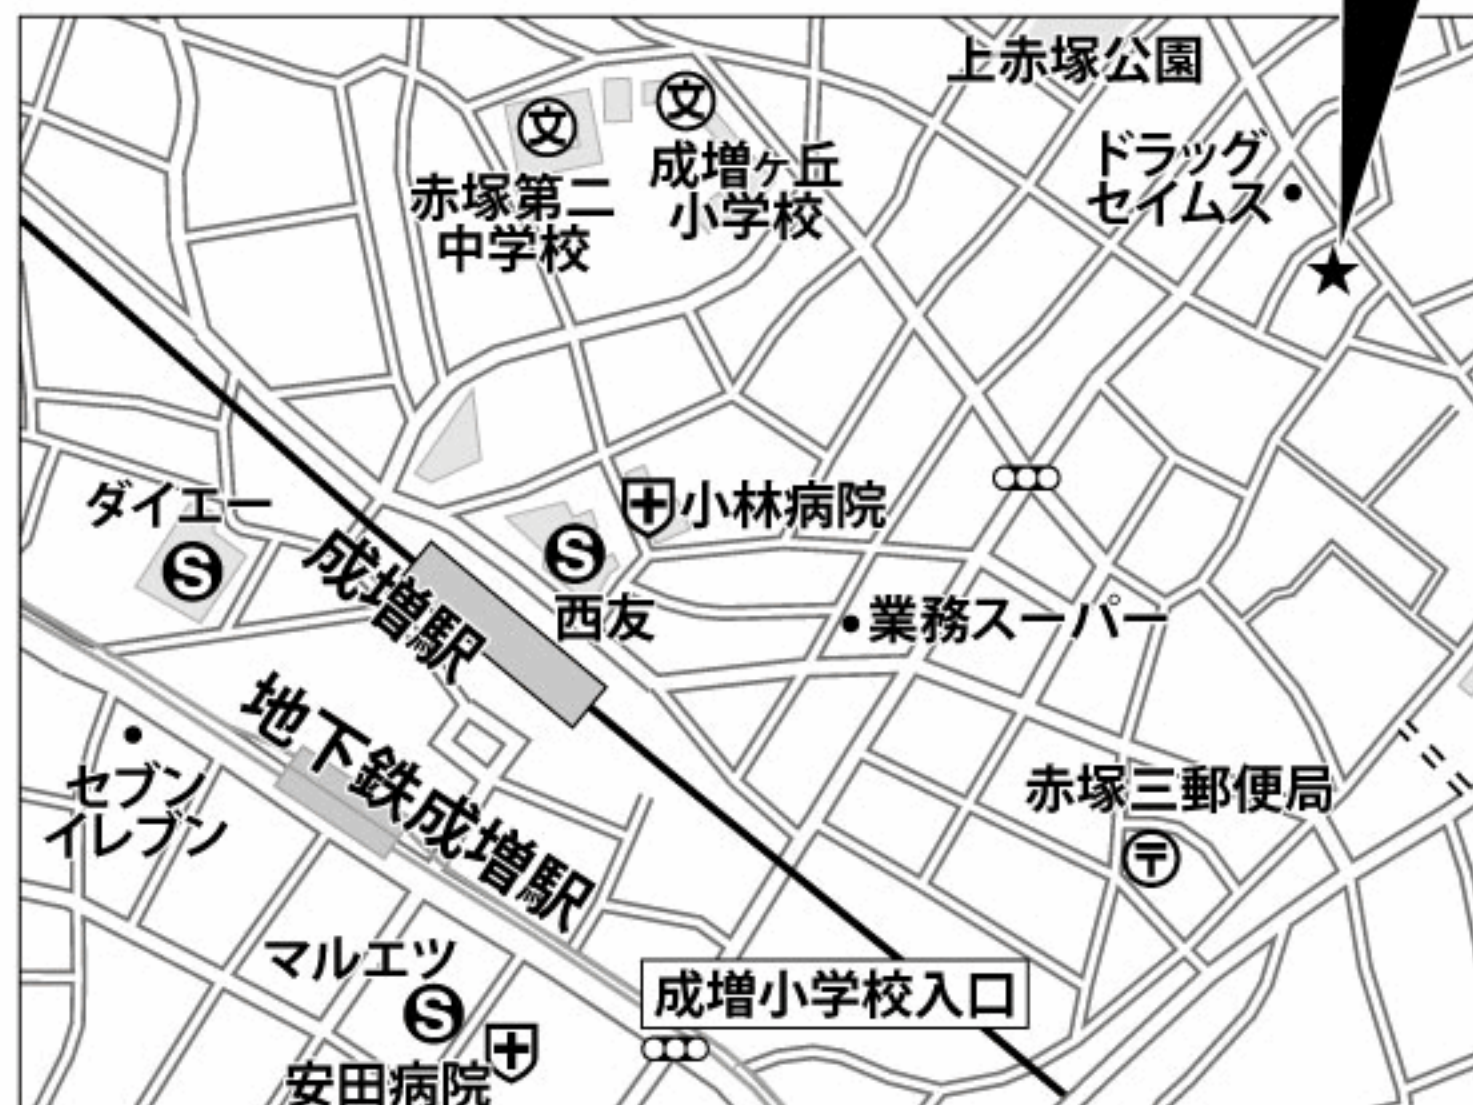 上赤塚公園
文
文
赤塚第二
中学校
成増ヶ丘
小学校
ドラッグ
セイムス
ダイエー
S
小林病院
S
西友
成増駅
業務スーパー
地下鉄成増駅
セブン
イレブン
赤塚三郵便局
〒
マルエツ
S
成増小学校入口
安田病院